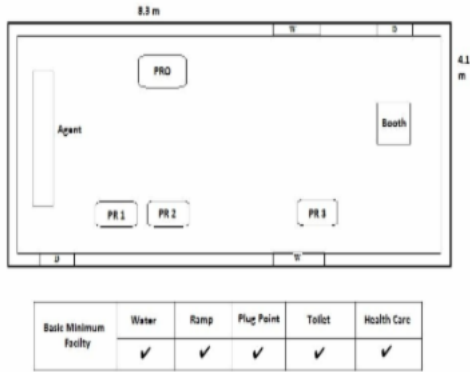 8.3 m
W D
4.1
m
PRO
Agent
Booth
PR 1 PR 2 PR 3
D W
Basic Minimum
Facilty
Water Ramp Plug Point Toilet Health Care
✓ ✓ ✓ ✓ ✓